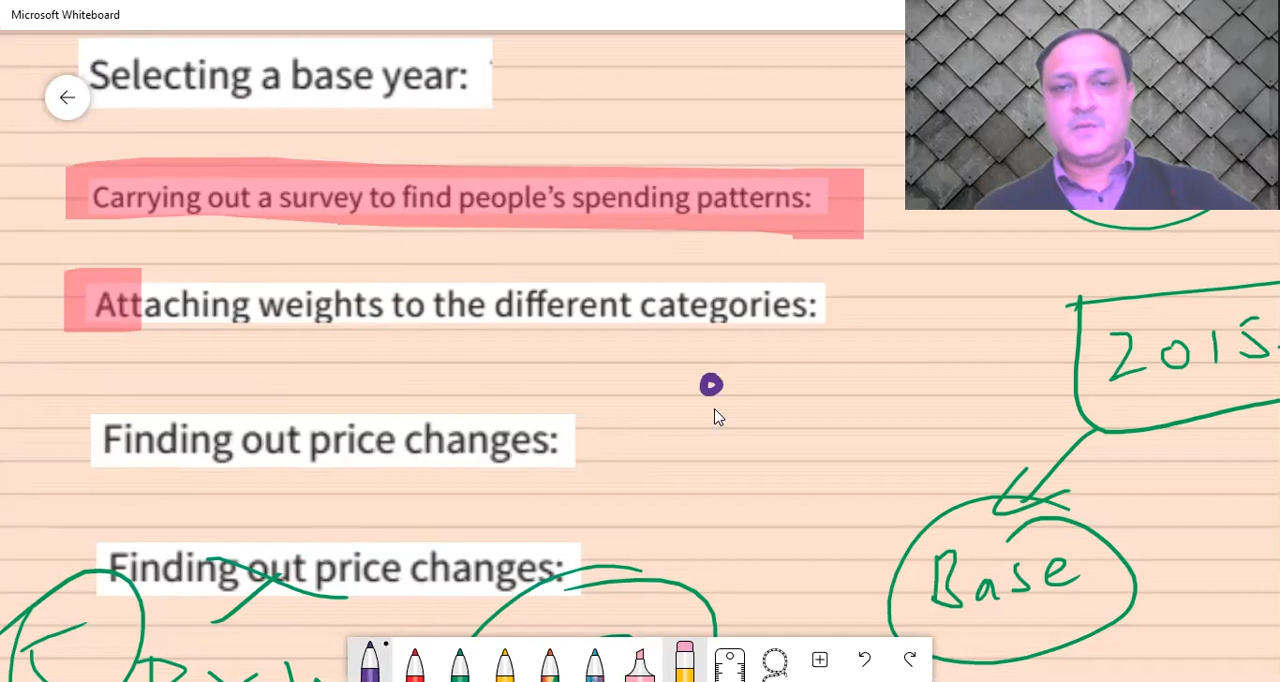 Microsoft Whiteboard
Selecting a base year:
Carrying out a survey to find people's spending patterns:
Attaching weights to the different categories:
2015
Finding out price changes:
Finding out price changes:
Base